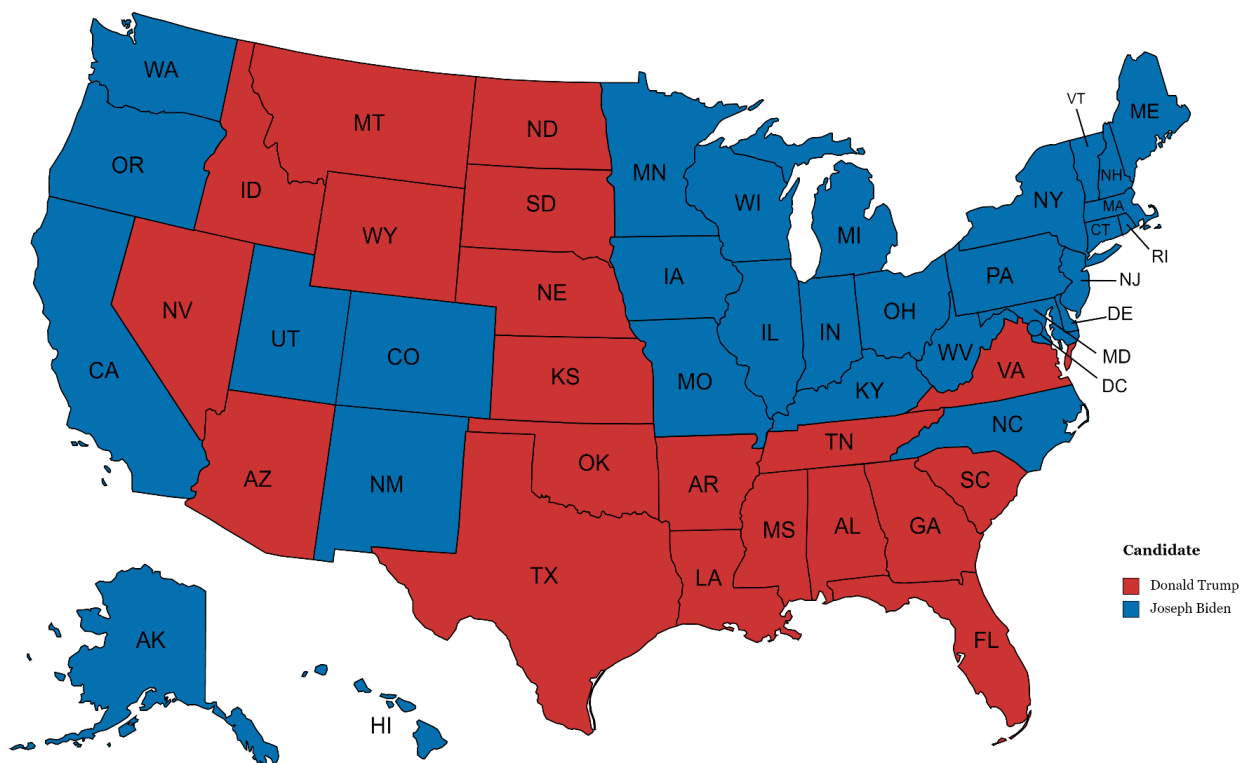 WA
MT
ND
MN
VT
ME
OR
ID
SD
WI
MI
NY
NH
MA
CT
RI
WY
NE
IA
PA
NJ
NV
UT
CO
IL
IN
OH
DE
MD
DC
CA
KS
MO
WV
VA
KY
NC
TN
AZ
NM
OK
AR
SC
MS
AL
GA
TX
LA
FL
AK
HI
Candidate
Donald Trump
Joseph Biden